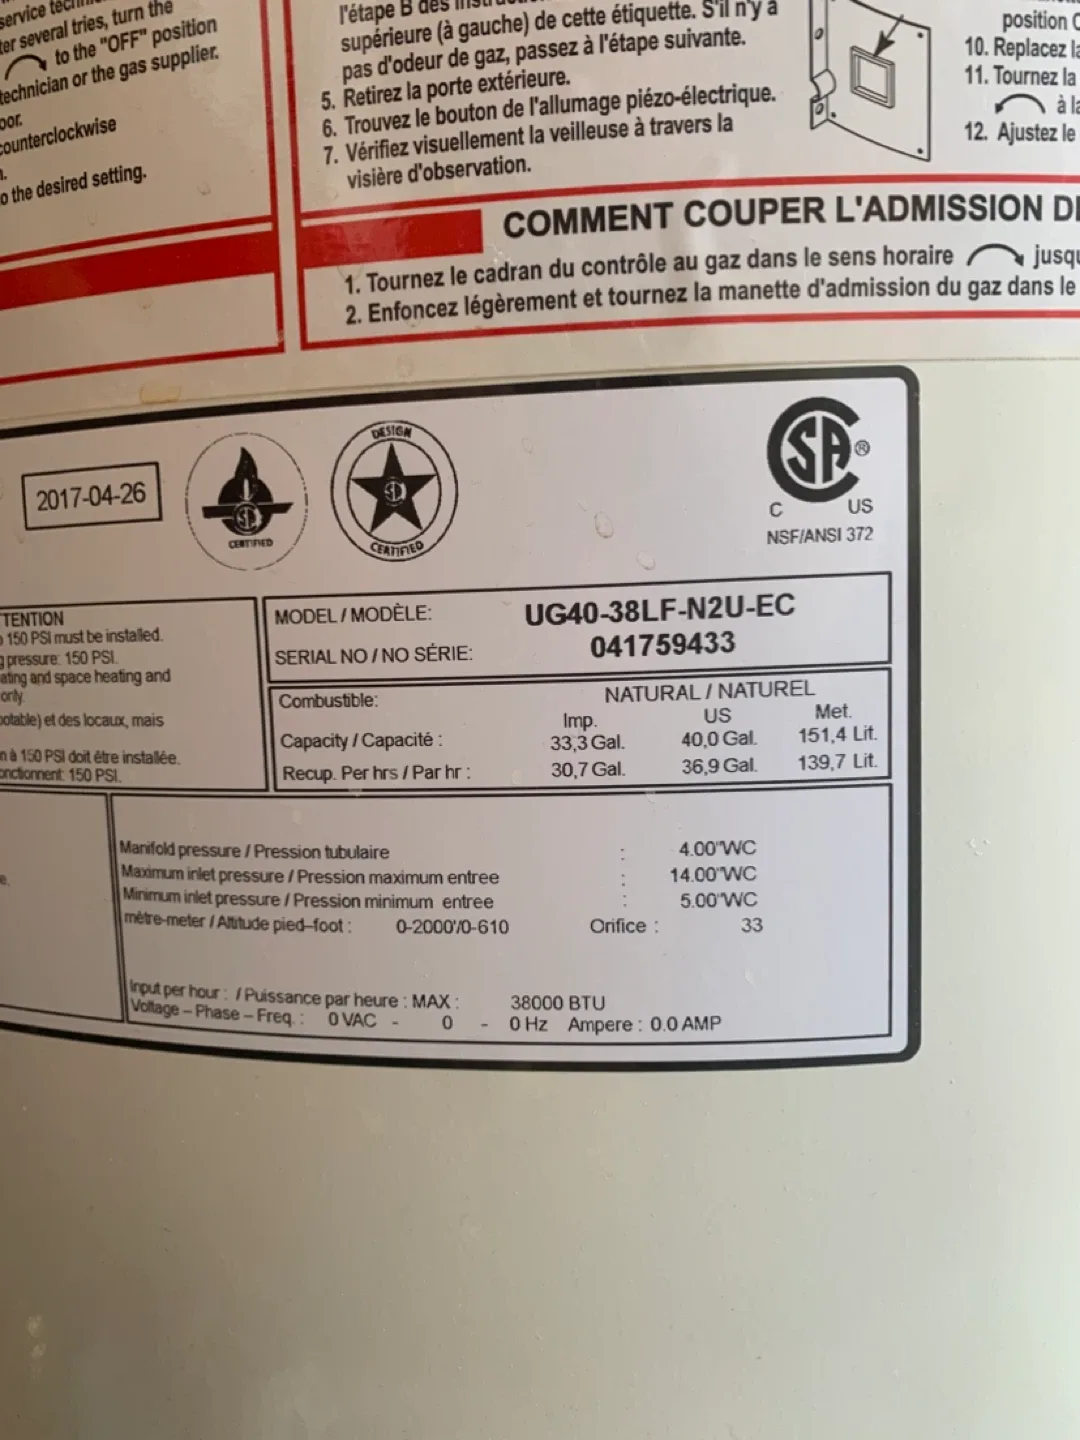 service
ter several tries, turn the
to the "OFF" position
technician or the gas supplier.
oor.
counterclockwise
n.
o the desired setting.
l'étape B des
supérieure (à gauche) de cette étiquette. S'il n'y a
pas d'odeur de gaz, passez à l'étape suivante.
5. Retirez la porte extérieure.
6. Trouvez le bouton de l'allumage piézo-électrique.
7. Vérifiez visuellement la veilleuse à travers la
visière d'observation.
position
10. Replacez la
11. Tournez la
à la
12. Ajustez le
COMMENT COUPER L'ADMISSION
1. Tournez le cadran du contrôle au gaz dans le sens horaire jusqu
2. Enfoncez légèrement et tournez la manette d'admission du gaz dans le
2017-04-26
CERTIFIED
DESIGN
CERTIFIED
SA ®
C US
NSF/ANSI 372
TENTION
150 PSI must be installed.
g pressure: 150 PSI.
ating and space heating and
only.
potable) et des locaux, mais
n à 150 PSI doit être installée.
onctionnent: 150 PSI.
MODEL / MODÈLE: UG40-38LF-N2U-EC
SERIAL NO / NO SÉRIE: 041759433
Combustible: NATURAL / NATUREL
Imp. US Met.
Capacity / Capacité : 33,3 Gal. 40,0 Gal. 151,4 Lit.
Recup. Per hrs / Par hr : 30,7 Gal. 36,9 Gal. 139,7 Lit.
e.
Manifold pressure / Pression tubulaire : 4.00"WC
Maximum inlet pressure / Pression maximum entree : 14.00"WC
Minimum inlet pressure / Pression minimum entree : 5.00"WC
mètre-meter / Altitude pied–foot : 0-2000'/0-610 Orifice : 33
Input per hour : / Puissance par heure : MAX : 38000 BTU
Voltage – Phase – Freq. : 0 VAC - 0 - 0 Hz Ampere : 0.0 AMP